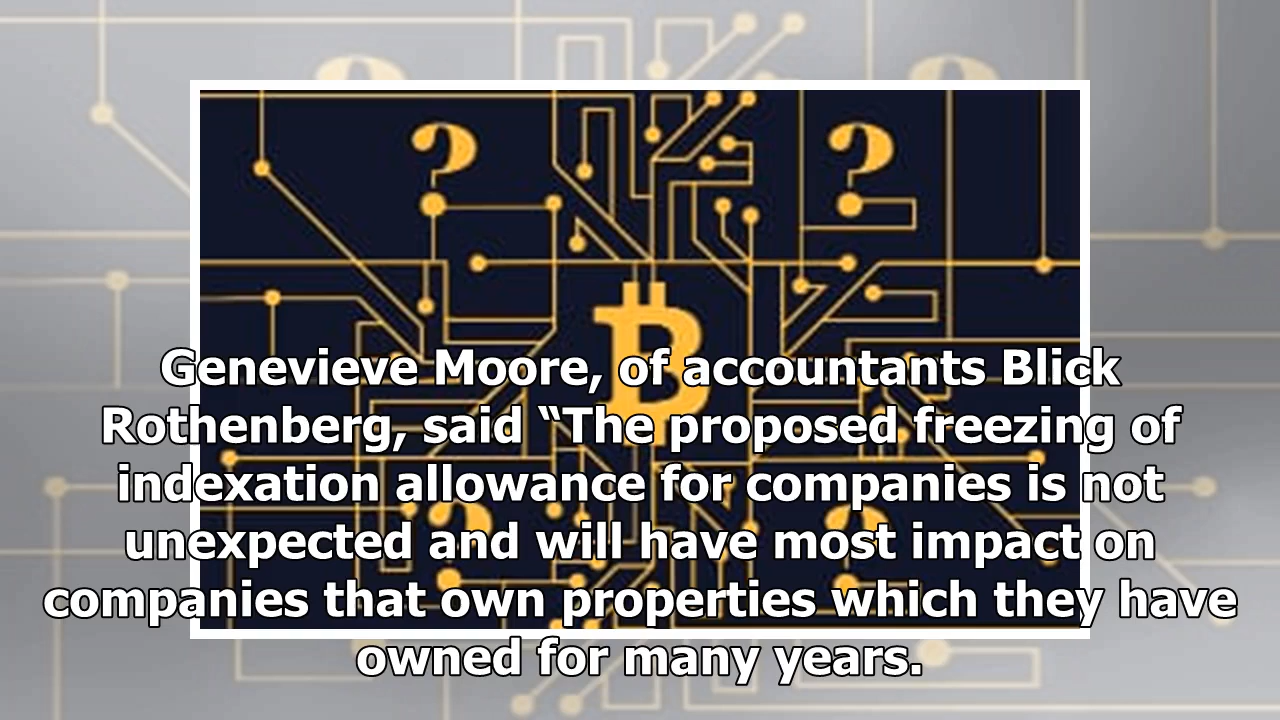 Genevieve Moore, of accountants Blick
Rothenberg, said “The proposed freezing of
indexation allowance for companies is not
unexpected and will have most impact on
companies that own properties which they have
owned for many years.